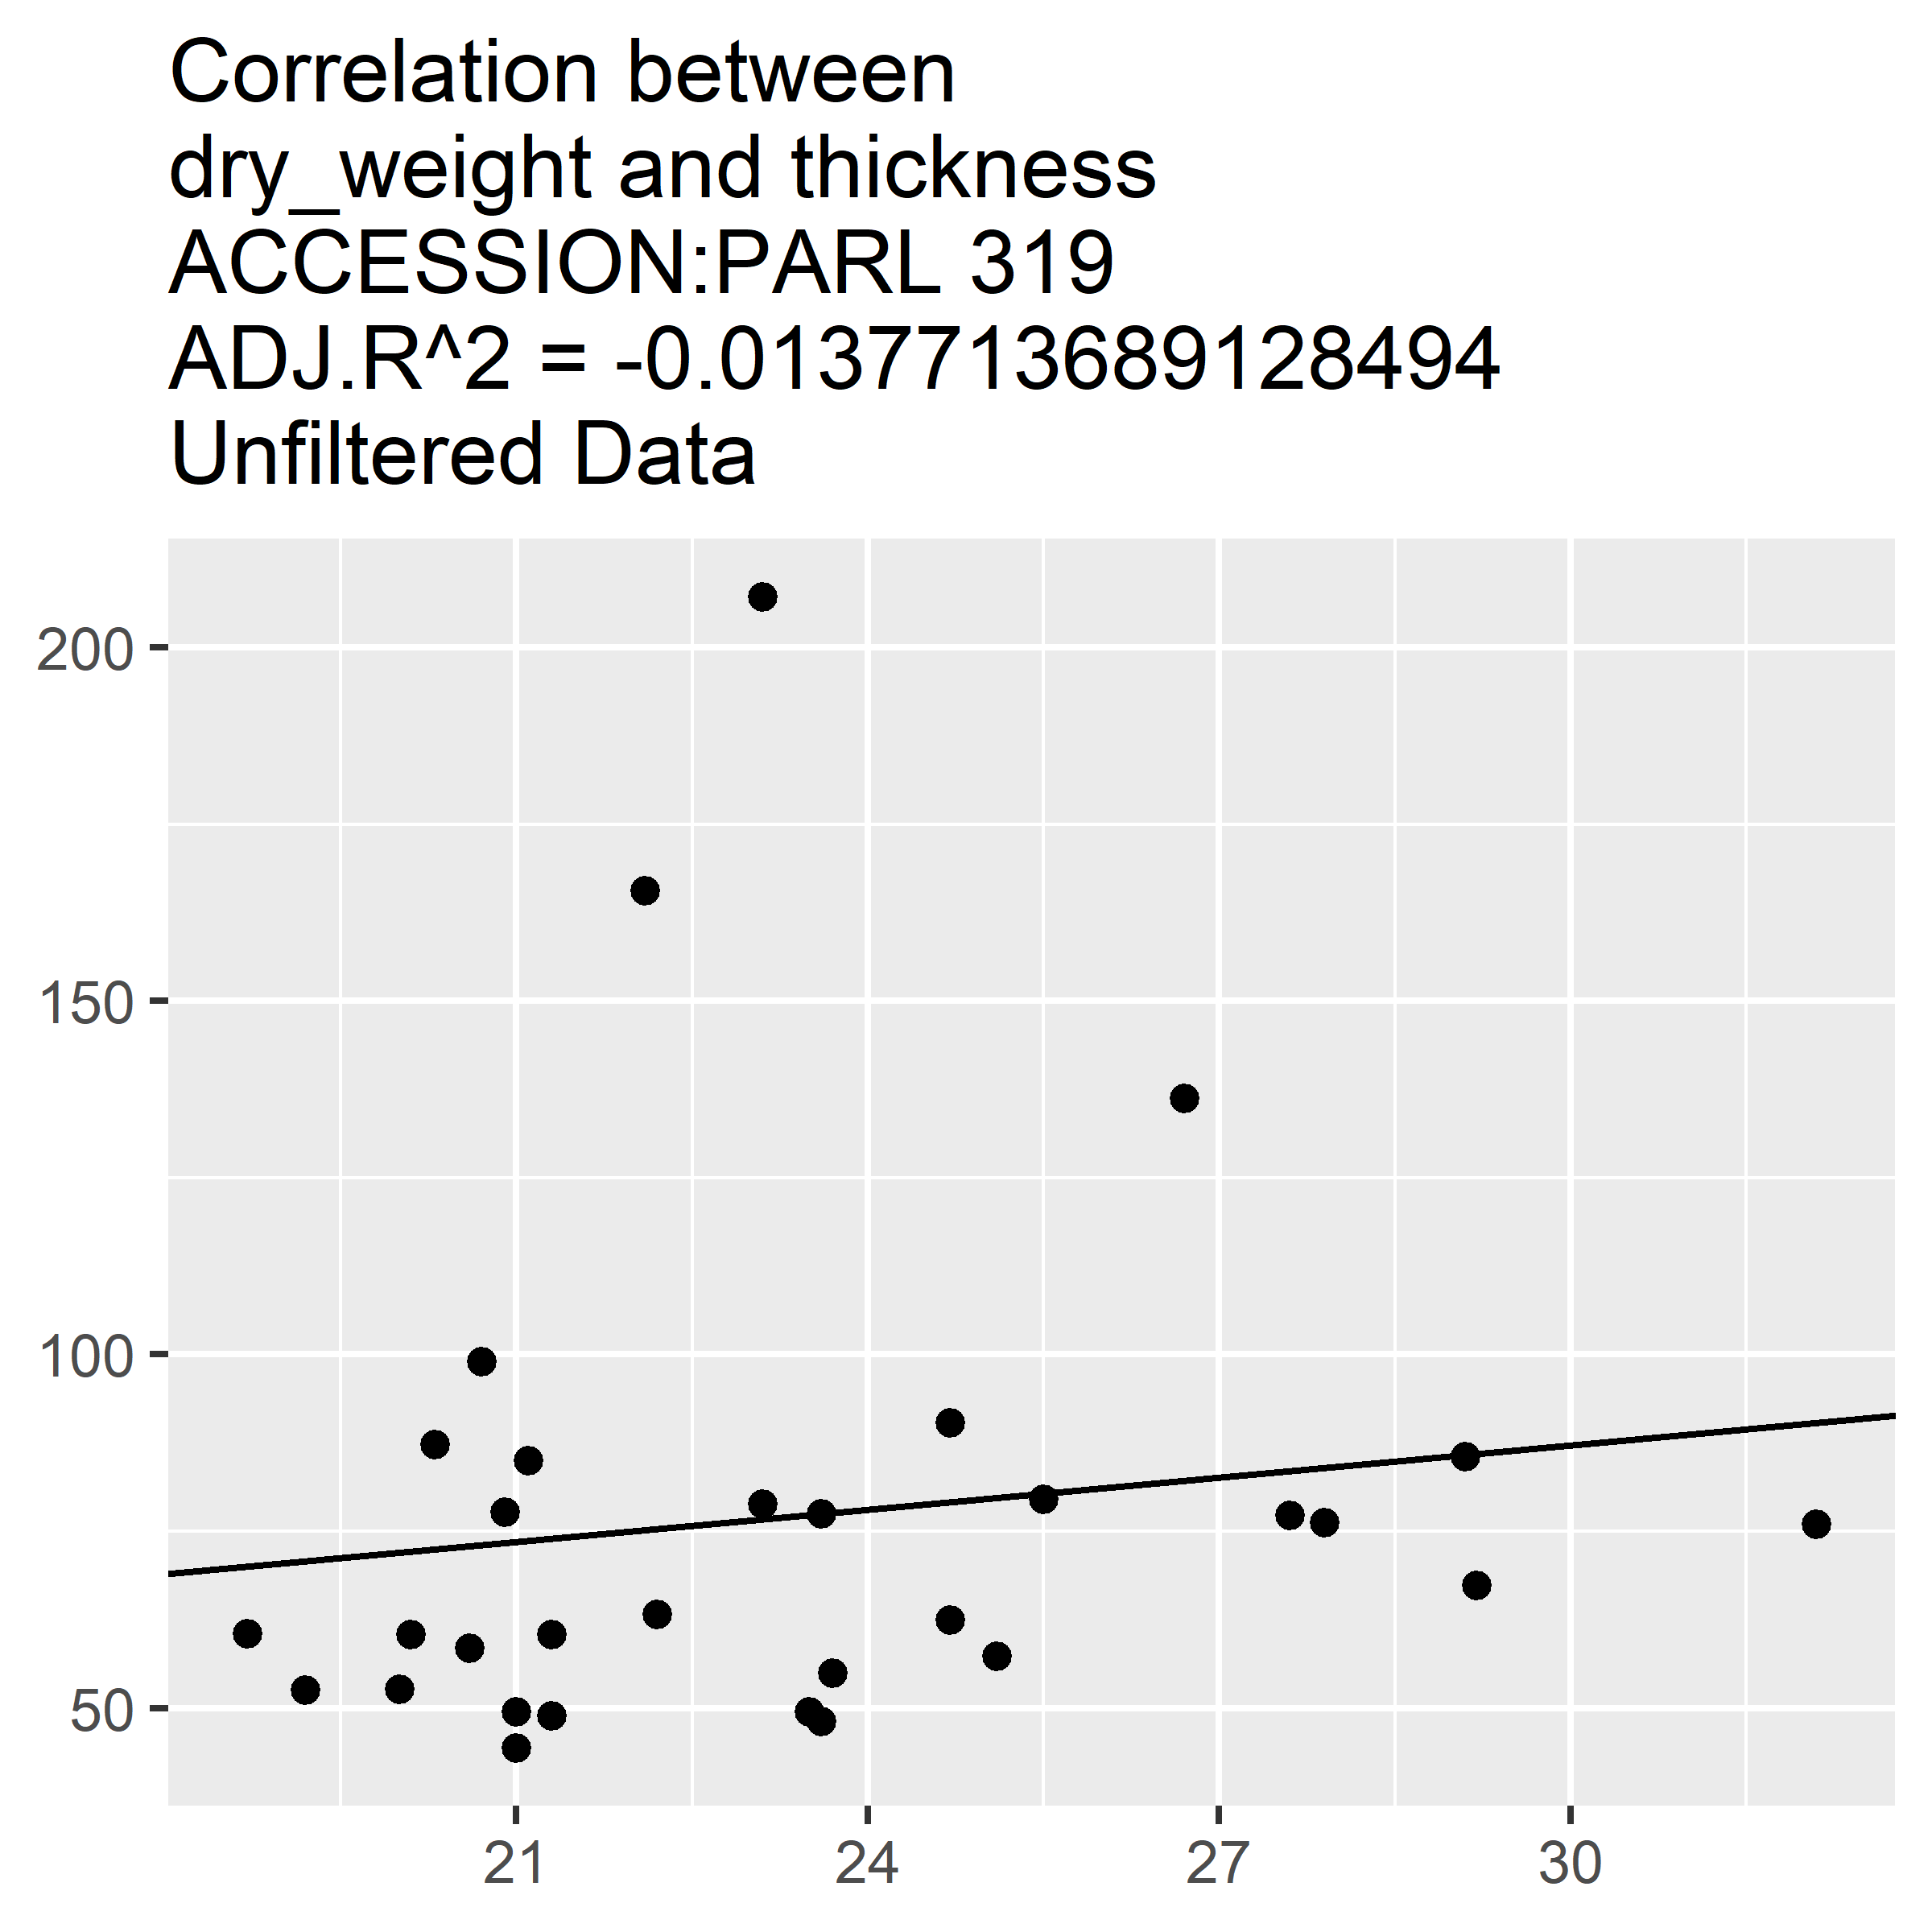 Correlation between
dry_weight and thickness
ACCESSION:PARL 319
ADJ.R^2 = -0.0137713689128494
Unfiltered Data
200
150
100
50
21
24
27
30